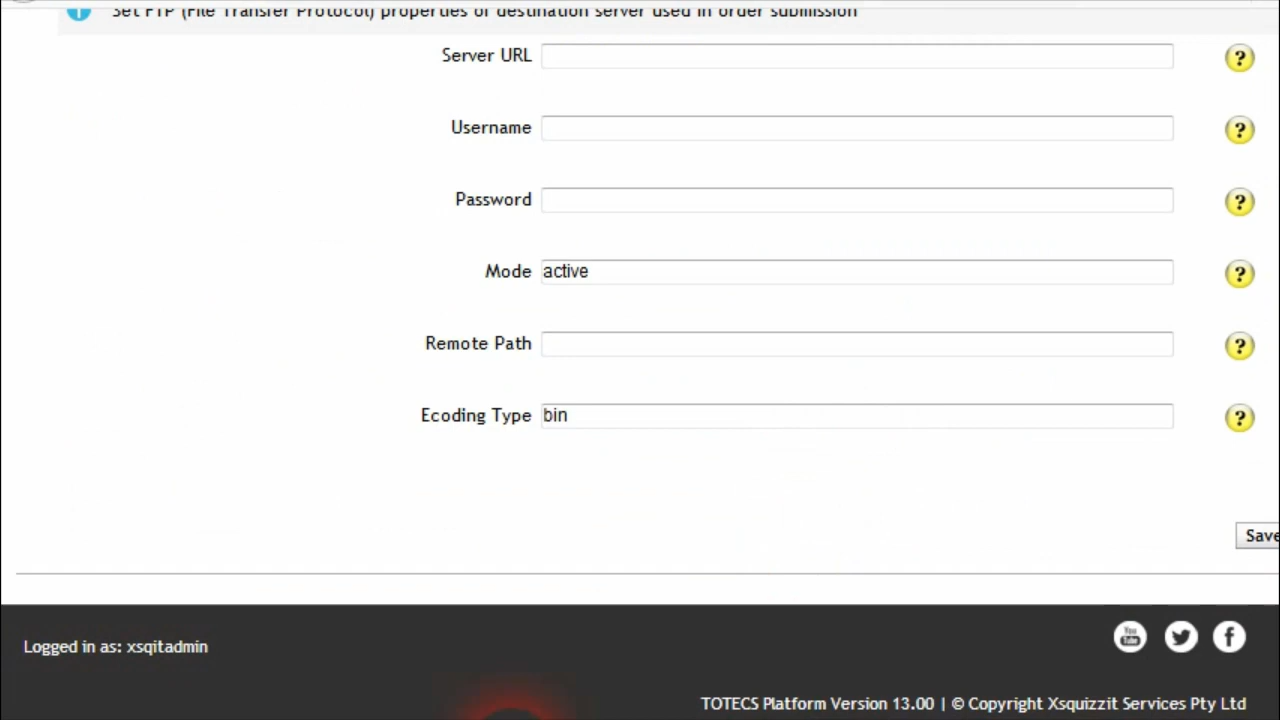 Set FTP (File Transfer Protocol) properties of destination server used in order submission
Server URL
Username
Password
Mode active
Remote Path
Ecoding Type bin
Save
Logged in as: xsqitadmin
You Tube
TOTECS Platform Version 13.00 | © Copyright Xsquizzit Services Pty Ltd